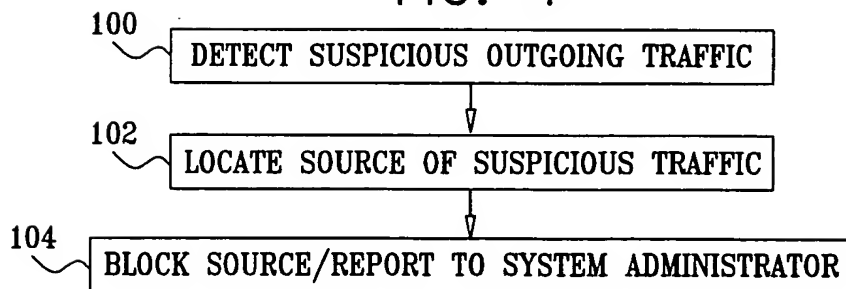 100
DETECT SUSPICIOUS OUTGOING TRAFFIC
102
LOCATE SOURCE OF SUSPICIOUS TRAFFIC
104
BLOCK SOURCE/REPORT TO SYSTEM ADMINISTRATOR